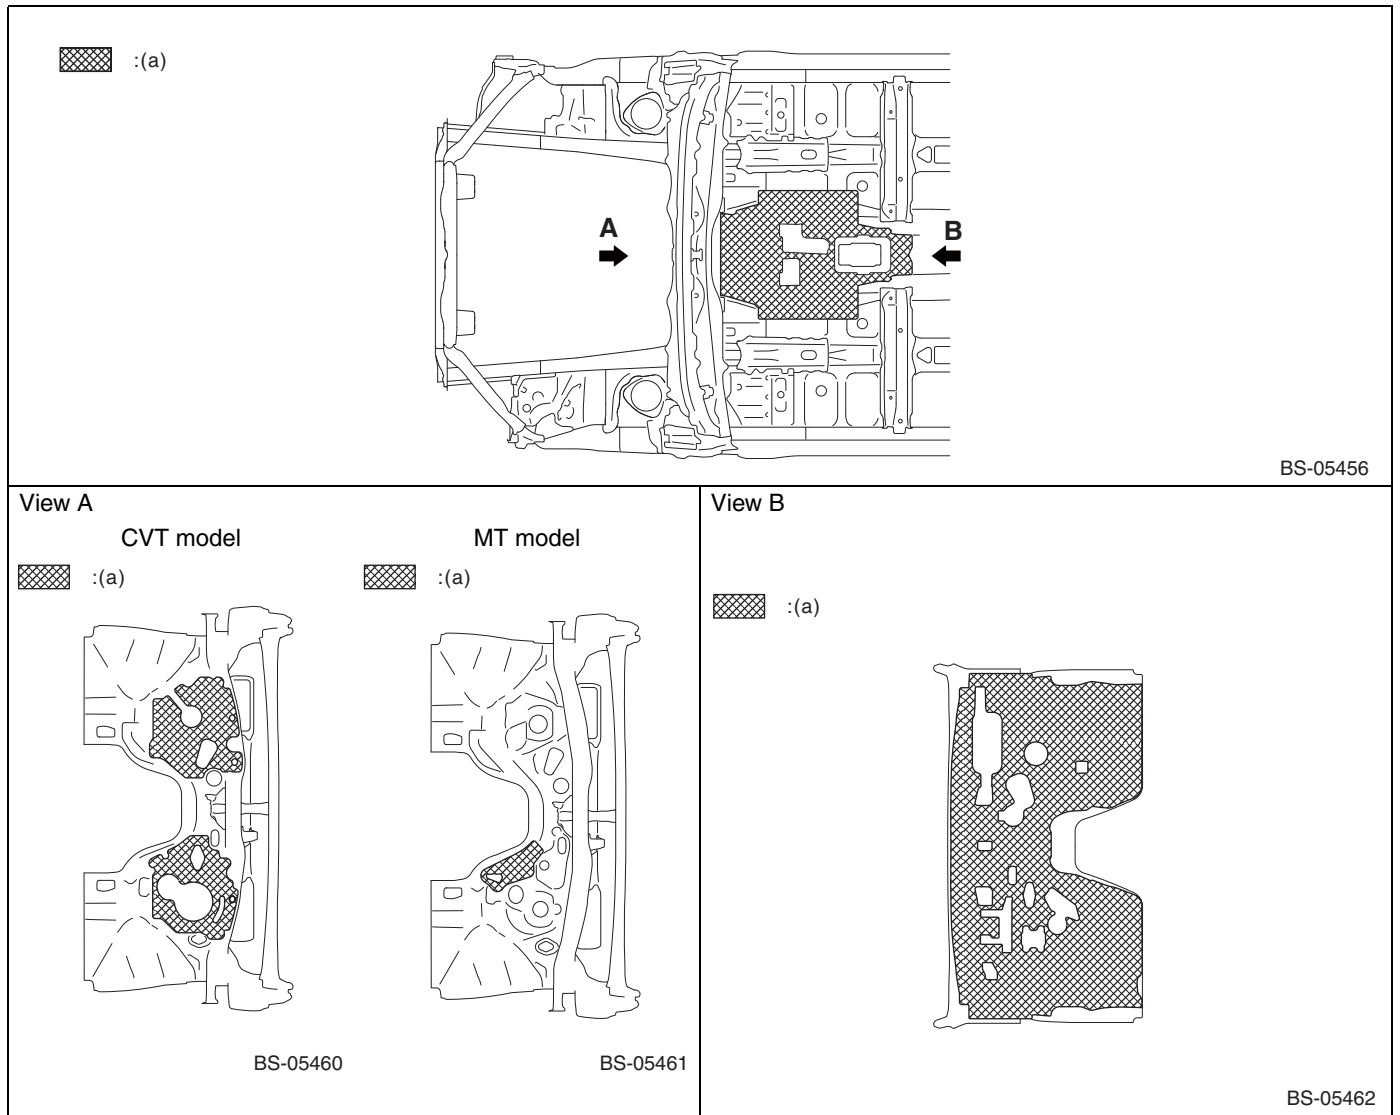 :(a)
A
B
BS-05456
View A
CVT model
MT model
:(a)
:(a)
BS-05460
BS-05461
View B
:(a)
BS-05462